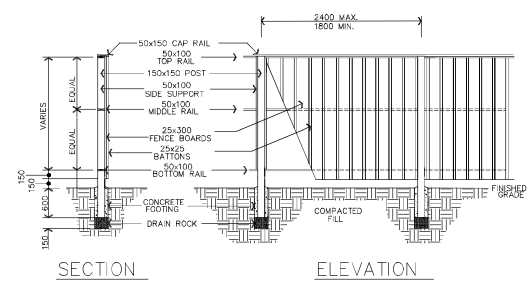 2400 MAX.
1800 MIN.
50x150 CAP RAIL
50x100
TOP RAIL
150x150 POST
50x100
SIDE SUPPORT
50x100
MIDDLE RAIL
25x300
FENCE BOARDS
25x25
BATTONS
50x100
BOTTOM RAIL
VARIES
EQUAL
EQUAL
150
150
600
150
CONCRETE
FOOTING
DRAIN ROCK
COMPACTED
FILL
FINISHED
GRADE
SECTION
ELEVATION